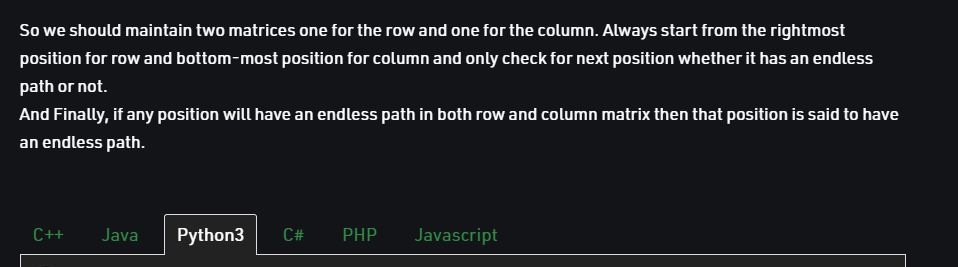 So we should maintain two matrices one for the row and one for the column. Always start from the rightmost
position for row and bottom-most position for column and only check for next position whether it has an endless
path or not.
And Finally, if any position will have an endless path in both row and column matrix then that position is said to have
an endless path.
C++ Java Python3 C# PHP Javascript